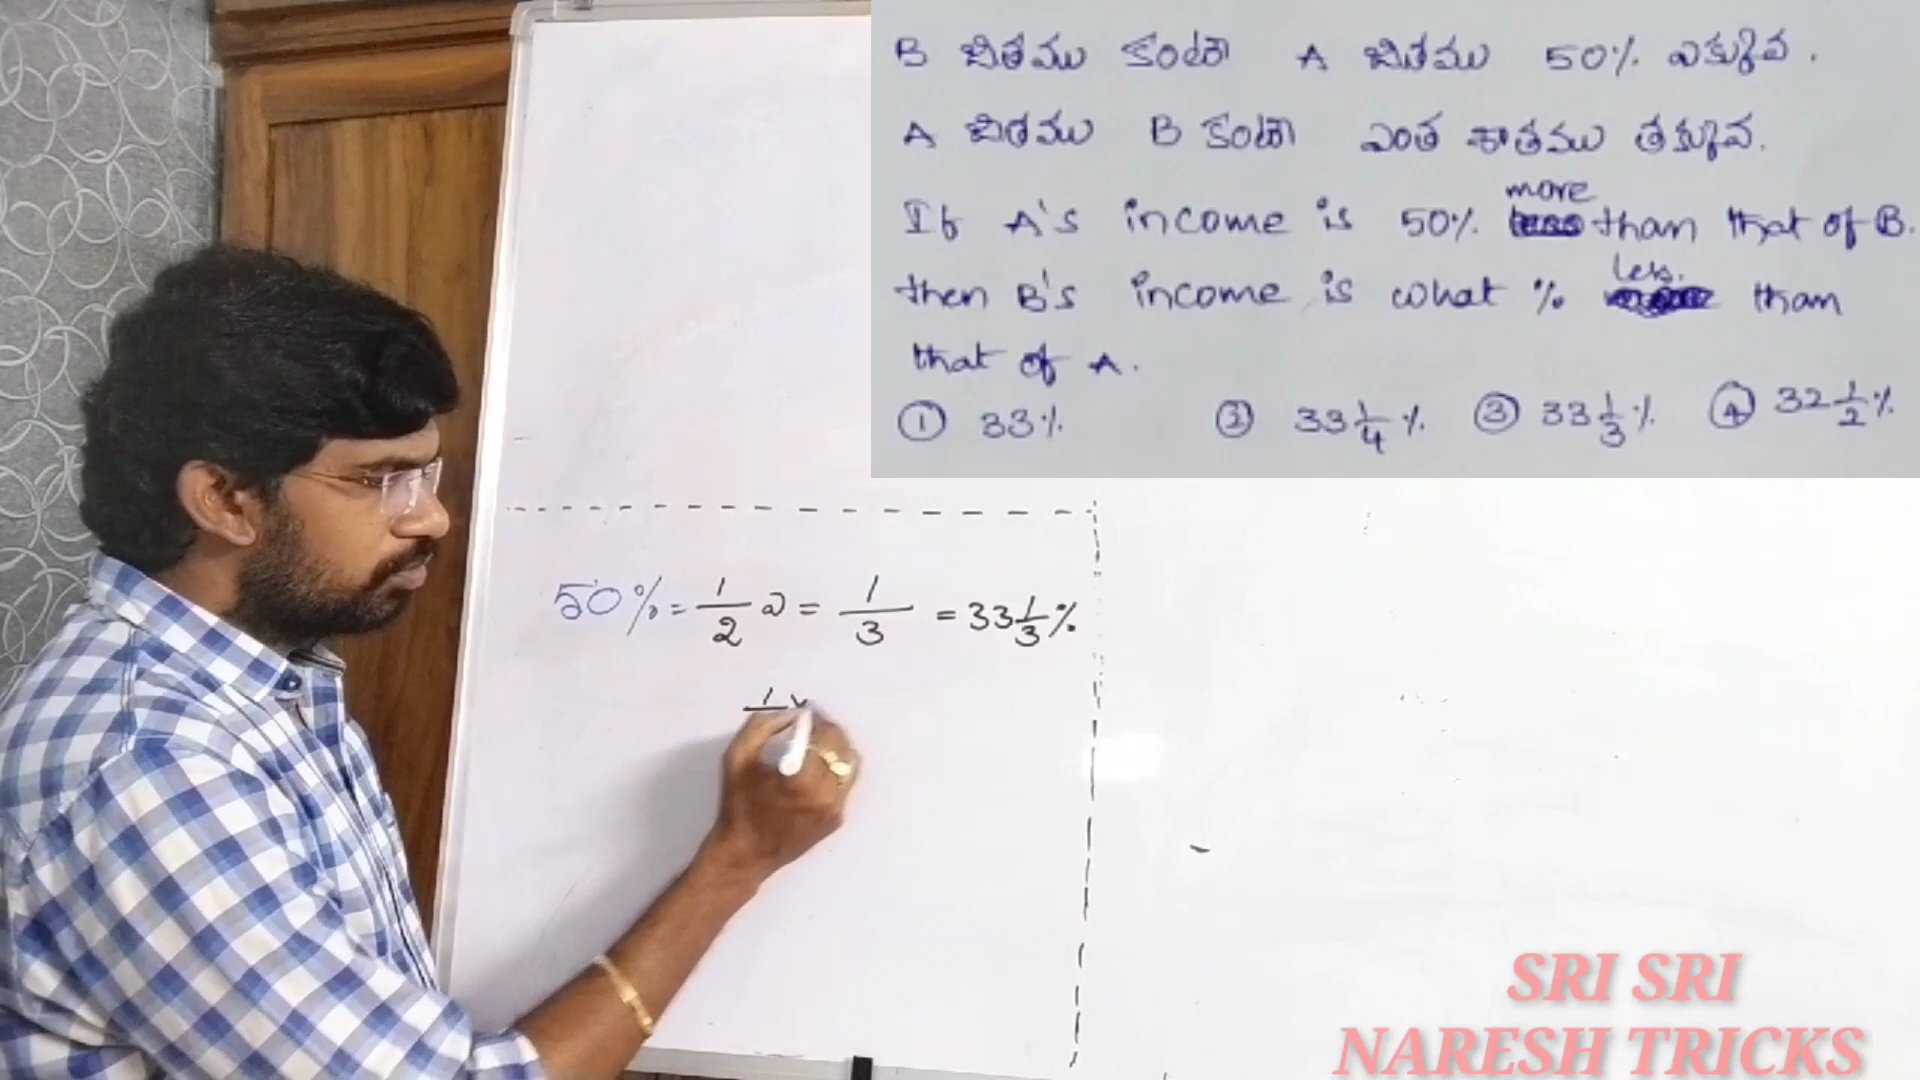 B జీతము కంటే A జీతము 50% ఎక్కువ.
A జీతము B కంటే ఎంత శాతము తక్కువ.
more
If A's income is 50% than that of B.
less.
then B's income is what % than
that of A.
① 33% ② 33 1/4 % ③ 33 1/3 % ④ 32 1/2 %
50% = 1/2 = 1/3 = 33 1/3 %
1
SRI SRI
NARESH TRICKS